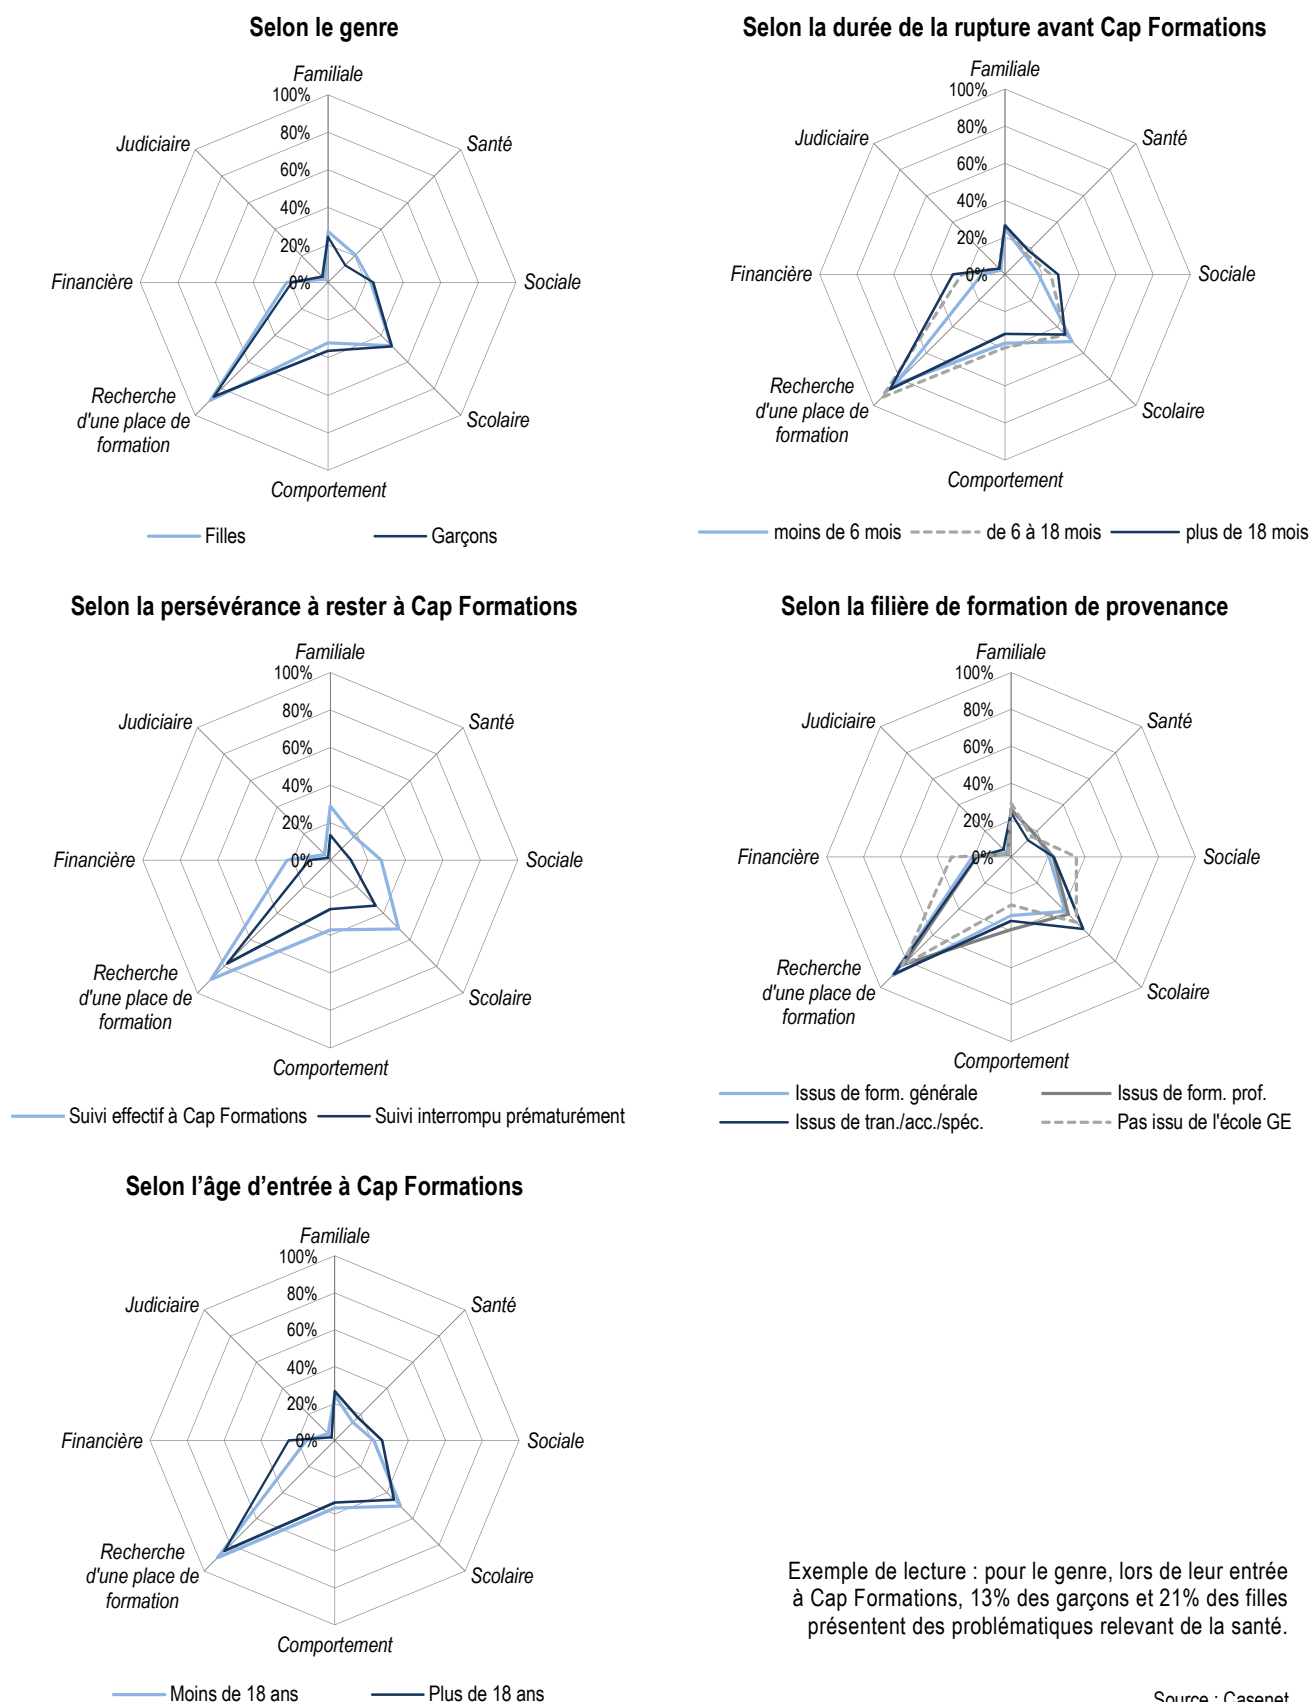 Selon le genre
Familiale
100%
80%
60%
40%
20%
0%
Judiciaire
Santé
Financière
Sociale
Recherche
d'une place de
formation
Scolaire
Comportement
Filles
Garçons
Selon la durée de la rupture avant Cap Formations
Familiale
100%
80%
60%
40%
20%
0%
Judiciaire
Santé
Financière
Sociale
Recherche
d'une place de
formation
Scolaire
Comportement
moins de 6 mois
de 6 à 18 mois
plus de 18 mois
Selon la persévérance à rester à Cap Formations
Familiale
100%
80%
60%
40%
20%
0%
Judiciaire
Santé
Financière
Sociale
Recherche
d'une place de
formation
Scolaire
Comportement
Suivi effectif à Cap Formations
Suivi interrompu prématurément
Selon la filière de formation de provenance
Familiale
100%
80%
60%
40%
20%
0%
Judiciaire
Santé
Financière
Sociale
Recherche
d'une place de
formation
Scolaire
Comportement
Issus de form. générale
Issus de form. prof.
Issus de tran./acc./spéc.
Pas issu de l'école GE
Selon l’âge d’entrée à Cap Formations
Familiale
100%
80%
60%
40%
20%
0%
Judiciaire
Santé
Financière
Sociale
Recherche
d'une place de
formation
Scolaire
Comportement
Moins de 18 ans
Plus de 18 ans
Exemple de lecture : pour le genre, lors de leur entrée
à Cap Formations, 13% des garçons et 21% des filles
présentent des problématiques relevant de la santé.
Source : Casenet